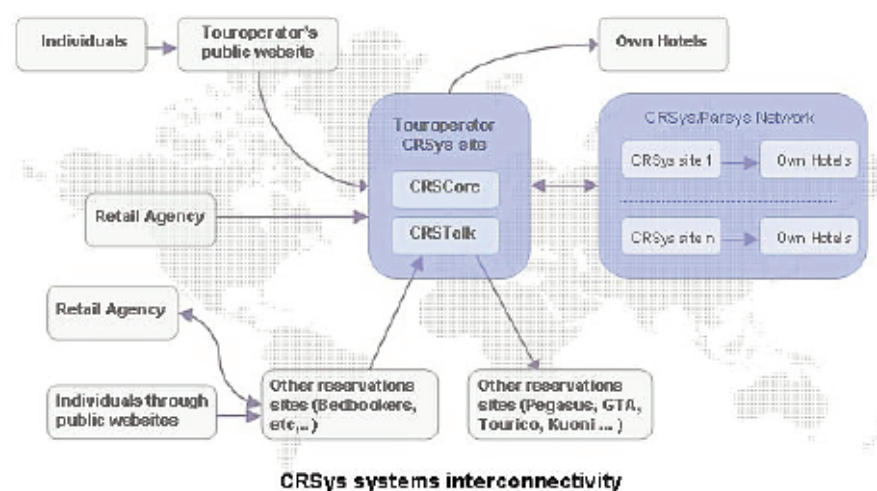 Individuals
Touroperator's
public website
Own Hotels
Touroperator
CRSys site
CRSCore
CRSTalk
CRSys/Parsys Network
CRSys site 1
Own Hotels
CRSys site n
Own Hotels
Retail Agency
Retail Agency
Individuals through
public websites
Other reservations
sites (Bedbookers,
etc,..)
Other reservations
sites (Pegasus, GTA,
Tourico, Kuoni ... )
CRSys systems interconnectivity